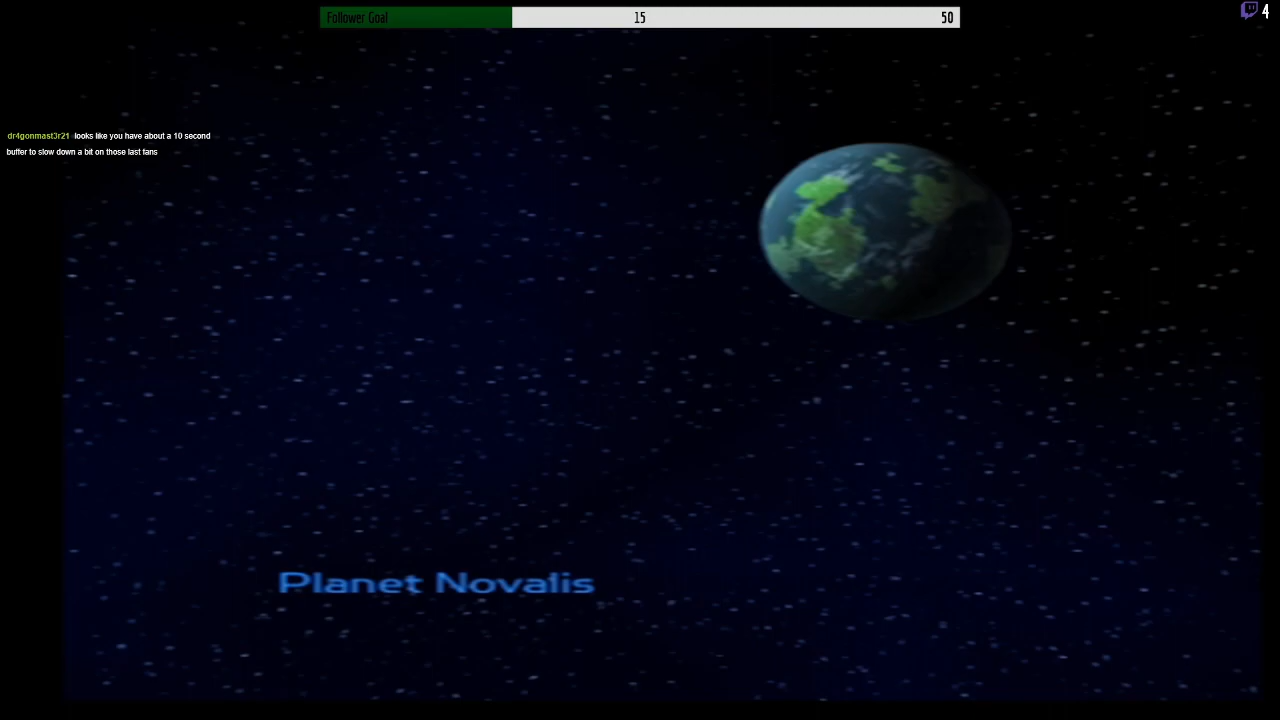 Follower Goal 15 50
4
dr4gonmast3r21 looks like you have about a 10 second
buffer to slow down a bit on those last fans
Planet Novalis